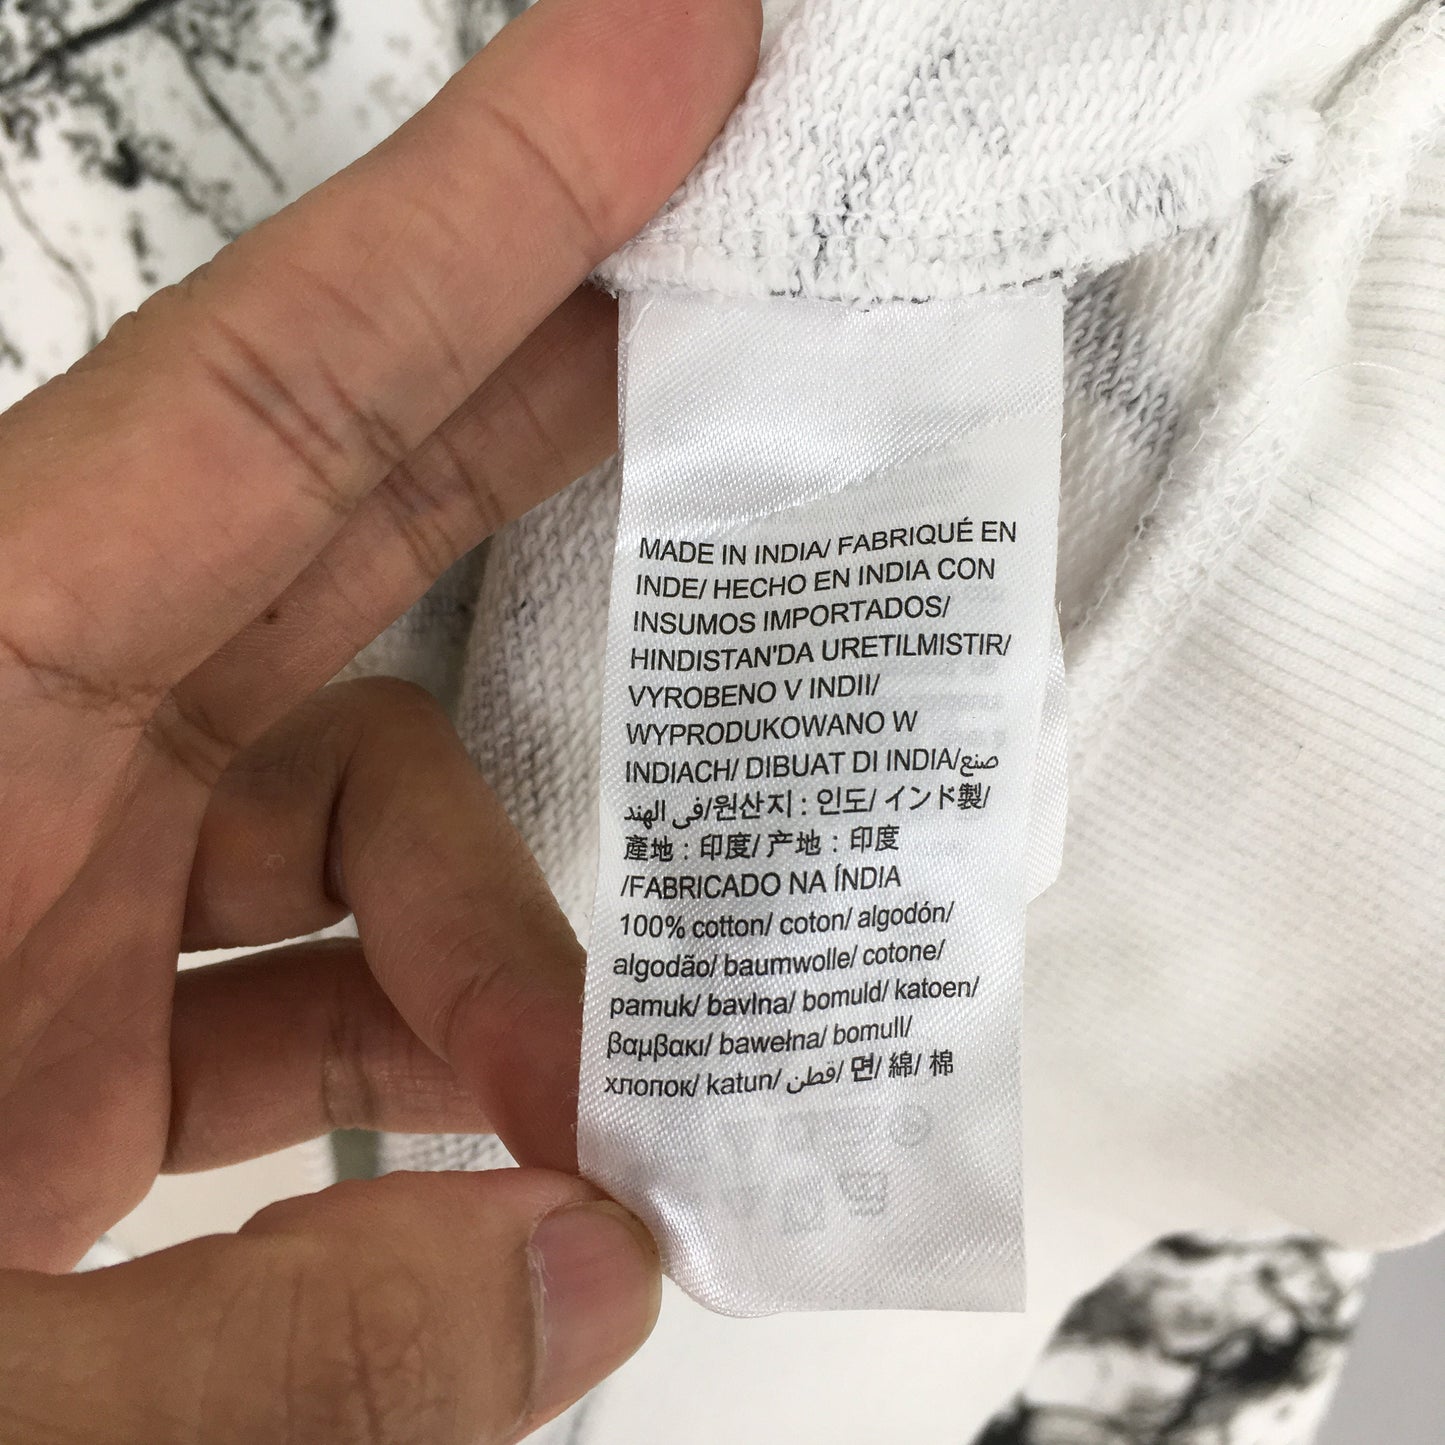 MADE IN INDIA/ FABRIQUÉ EN
INDE/ HECHO EN INDIA CON
INSUMOS IMPORTADOS/
HINDISTAN'DA URETILMISTIR/
VYROBENO V INDII/
WYPRODUKOWANO W
INDIACH/ DIBUAT DI INDIA/صنع
فى الهند/원산지 : 인도/ インド製/
產地 : 印度/ 产地 : 印度
/FABRICADO NA ÍNDIA
100% cotton/ coton/ algodón/
algodão/ baumwolle/ cotone/
pamuk/ bavlna/ bomuld/ katoen/
βαμβακι/ bawełna/ bomull/
хлопок/ katun/ قطن/ 면/ 綿/ 棉